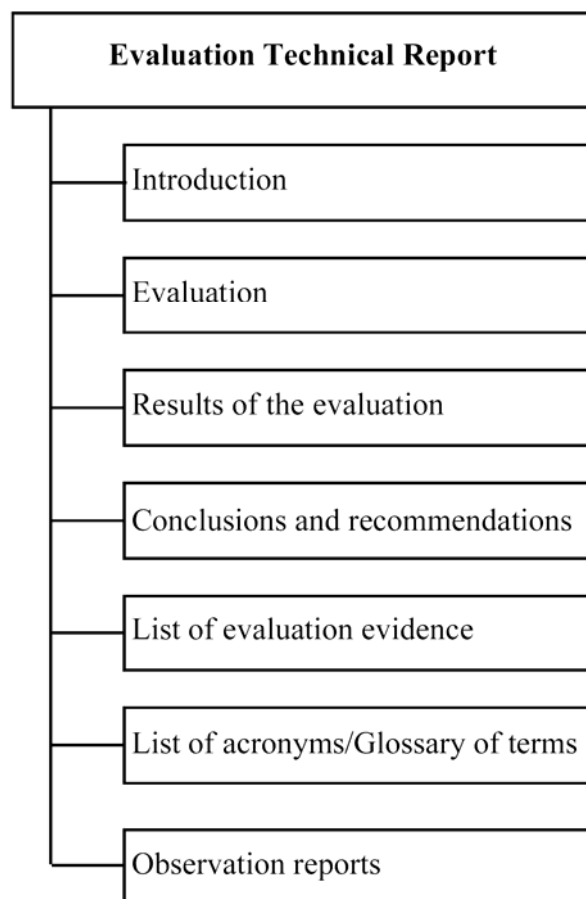 Evaluation Technical Report
Introduction
Evaluation
Results of the evaluation
Conclusions and recommendations
List of evaluation evidence
List of acronyms/Glossary of terms
Observation reports